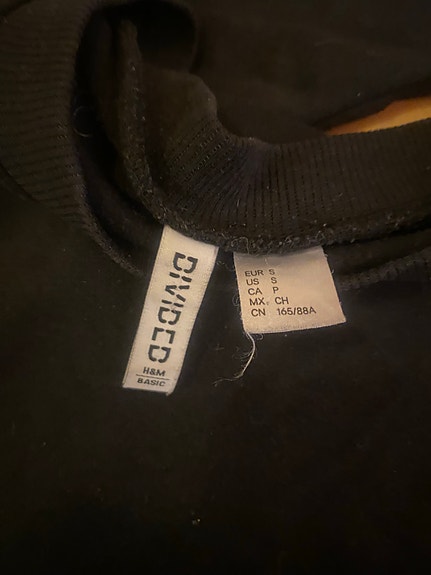 DIVIDED
H&M
BASIC
EUR S
US S
CA P
MX CH
CN 165/88A